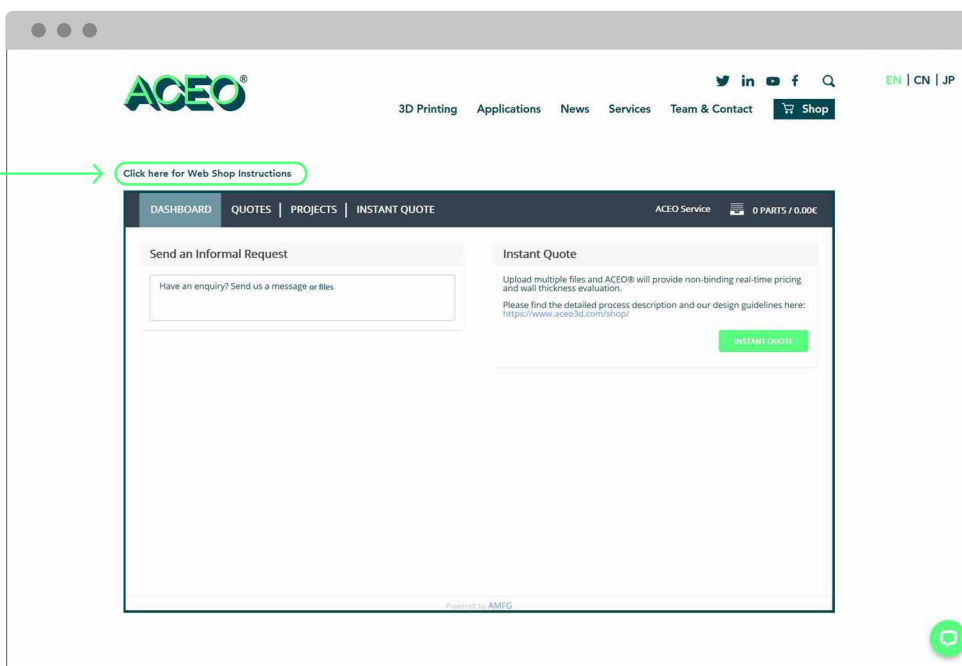 ACEO®
EN | CN | JP
3D Printing Applications News Services Team & Contact Shop
Click here for Web Shop Instructions
DASHBOARD QUOTES | PROJECTS | INSTANT QUOTE ACEO Service 0 PARTS / 0.00€
Send an Informal Request
Have an enquiry? Send us a message or files
Instant Quote
Upload multiple files and ACEO® will provide non-binding real-time pricing
and wall thickness evaluation.
Please find the detailed process description and our design guidelines here:
https://www.aceo3d.com/shop/
INSTANT QUOTE
Powered by AMFG